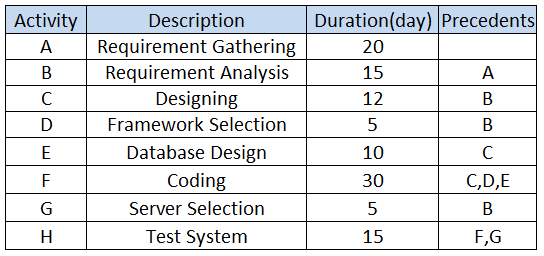 Activity Description Duration(day) Precedents
A Requirement Gathering 20
B Requirement Analysis 15 A
C Designing 12 B
D Framework Selection 5 B
E Database Design 10 C
F Coding 30 C,D,E
G Server Selection 5 B
H Test System 15 F,G